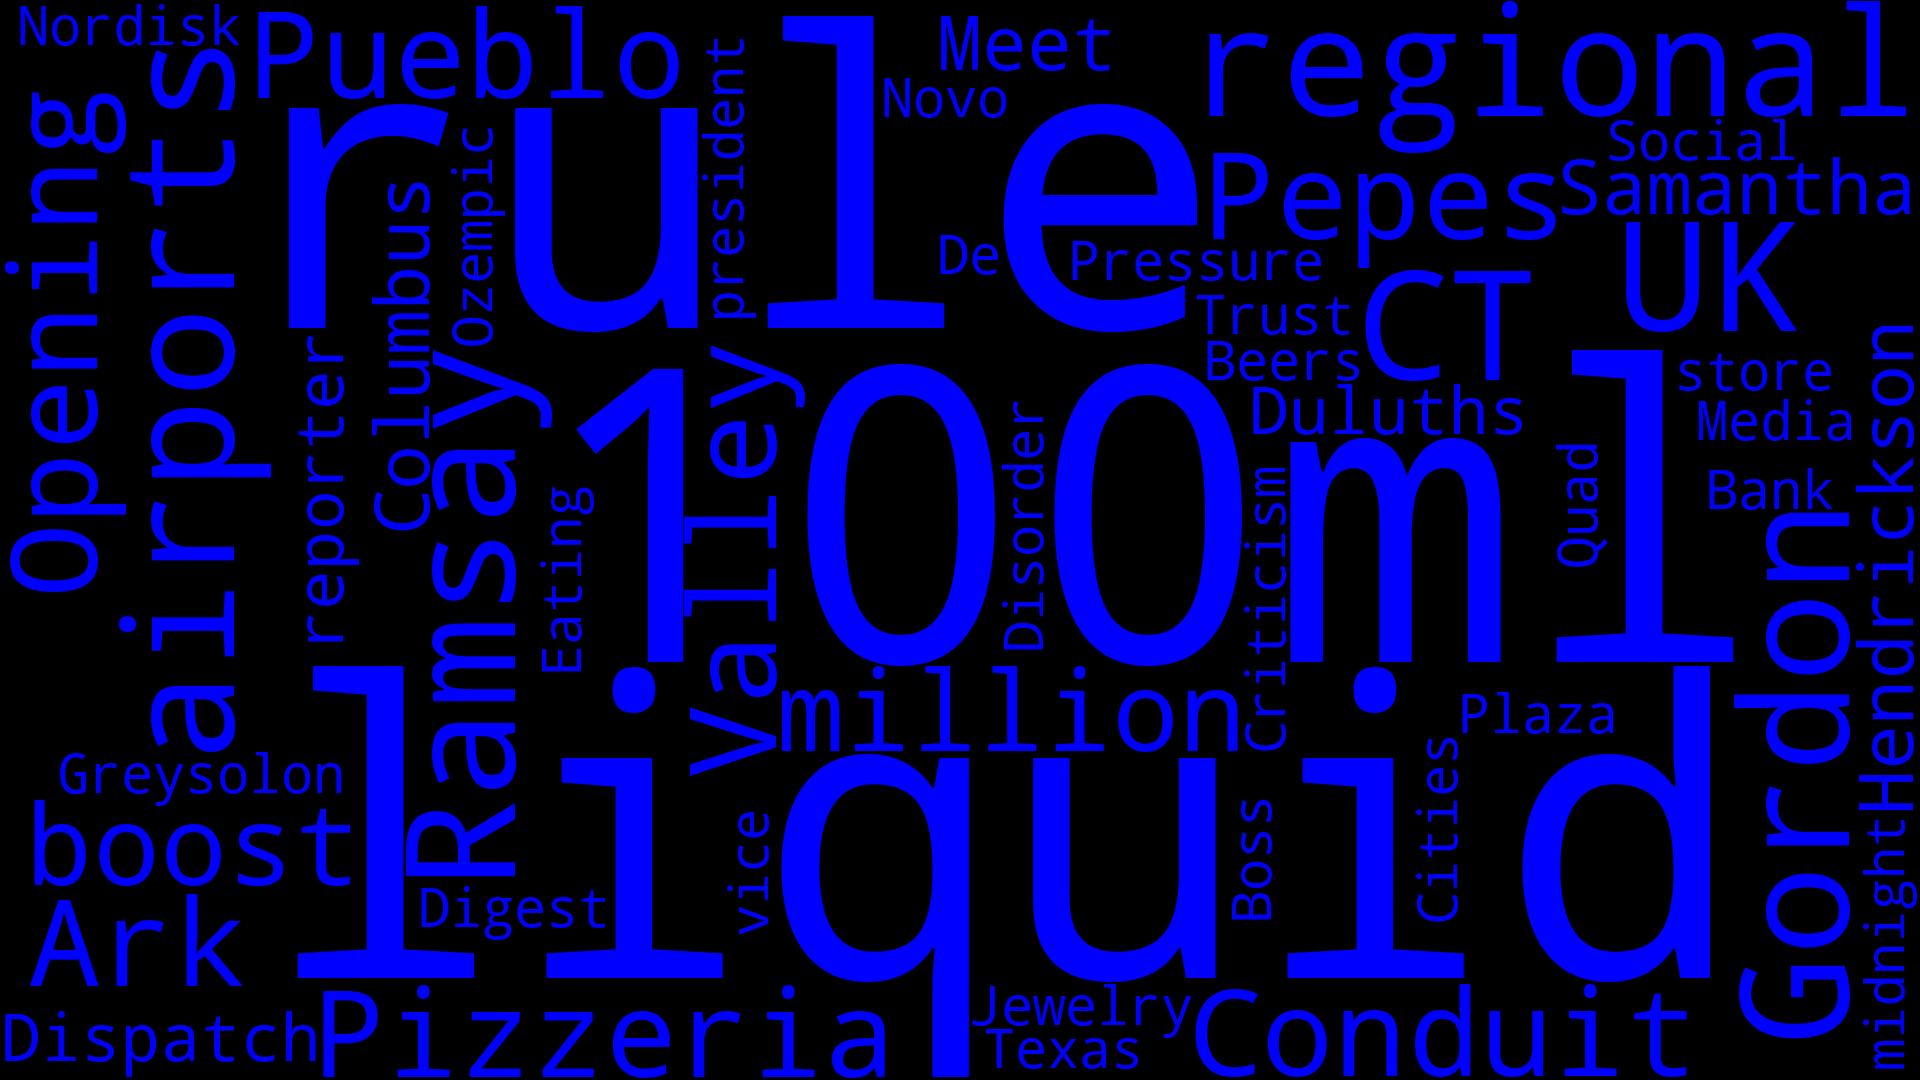 Nordisk
Pueblo
Meet
regional
Novo
Social
Samantha
Opening
airports
rule
president
Pepes
UK
Columbus
Ozempic
De
Pressure
Trust
CT
Beers
Duluths
store
Media
Hendrickson
reporter
Ramsay
100ml
valley
Disorder
Criticism
Quad
Bank
Eating
Gordon
million
Plaza
Greysolon
boost
liquid
vice
Boss
Cities
midnight
Digest
Ark
Dispatch
Pizzeria
Jewelry
Texas
Conduit